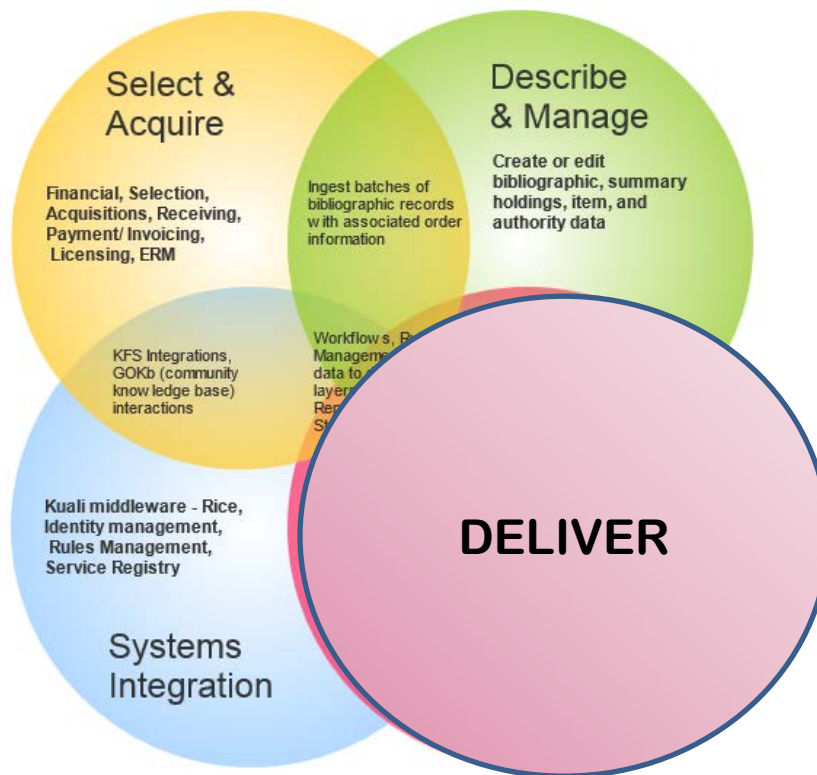 Select &
Acquire
Financial, Selection,
Acquisitions, Receiving,
Payment/ Invoicing,
Licensing, ERM
Ingest batches of
bibliographic records
with associated order
information
Describe
& Manage
Create or edit
bibliographic, summary
holdings, item, and
authority data
KFS Integrations,
GOKb (community
knowledge base)
interactions
Workflows,
data to
Kuali middleware - Rice,
Identity management,
Rules Management,
Service Registry
Systems
Integration
DELIVER